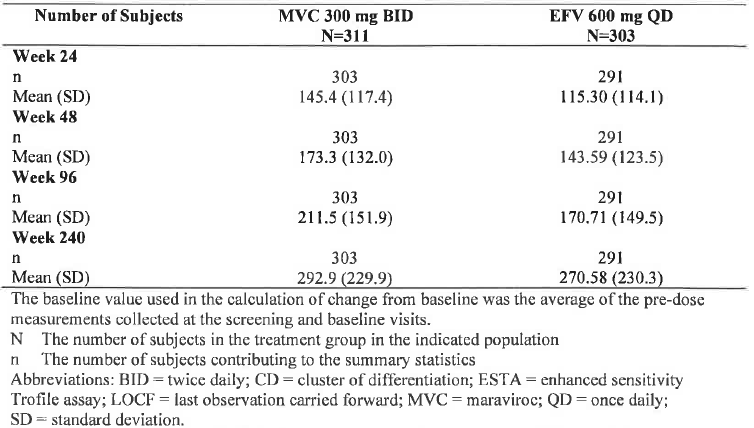 Number of Subjects MVC 300 mg BID EFV 600 mg QD
N=311 N=303
Week 24
n 303 291
Mean (SD) 145.4 (117.4) 115.30 (114.1)
Week 48
n 303 291
Mean (SD) 173.3 (132.0) 143.59 (123.5)
Week 96
n 303 291
Mean (SD) 211.5 (151.9) 170.71 (149.5)
Week 240
n 303 291
Mean (SD) 292.9 (229.9) 270.58 (230.3)
The baseline value used in the calculation of change from baseline was the average of the pre-dose
measurements collected at the screening and baseline visits.
N The number of subjects in the treatment group in the indicated population
n The number of subjects contributing to the summary statistics
Abbreviations: BID = twice daily; CD = cluster of differentiation; ESTA = enhanced sensitivity
Trofile assay; LOCF = last observation carried forward; MVC = maraviroc; QD = once daily;
SD = standard deviation.